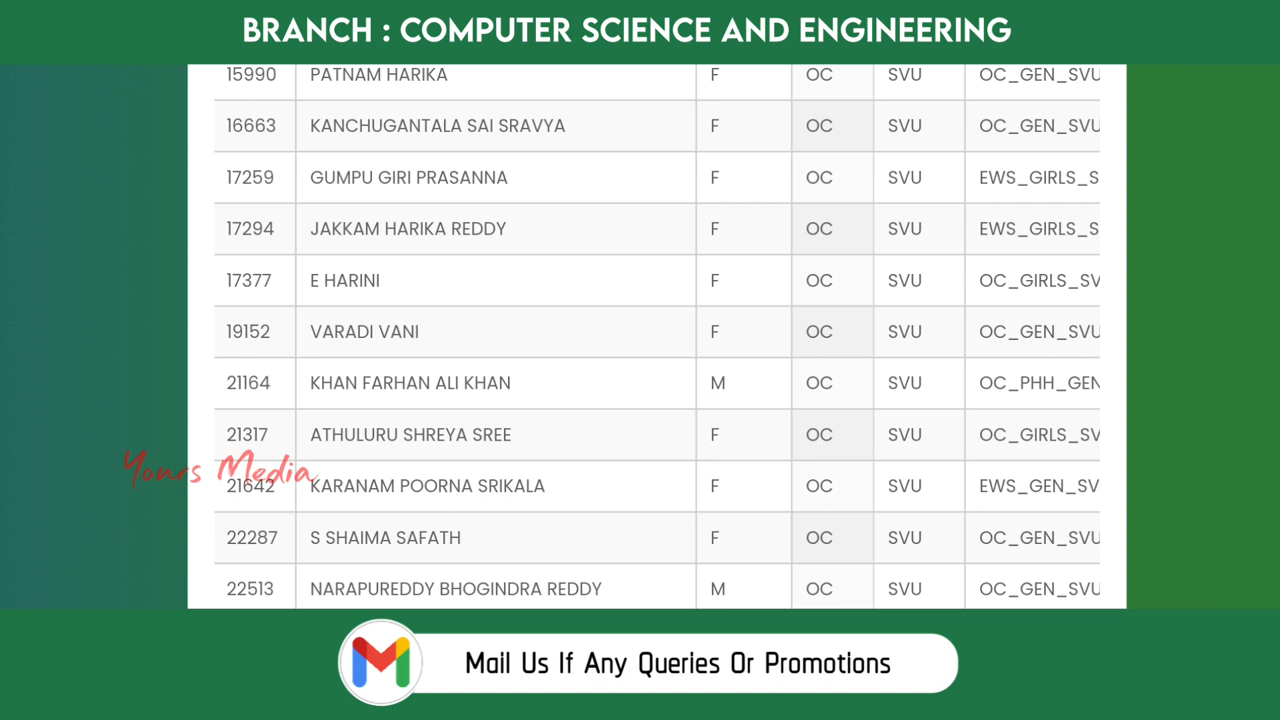 BRANCH : COMPUTER SCIENCE AND ENGINEERING
15990 PATNAM HARIKA F OC SVU OC_GEN_SVU
16663 KANCHUGANTALA SAI SRAVYA F OC SVU OC_GEN_SVU
17259 GUMPU GIRI PRASANNA F OC SVU EWS_GIRLS_S
17294 JAKKAM HARIKA REDDY F OC SVU EWS_GIRLS_S
17377 E HARINI F OC SVU OC_GIRLS_SV
19152 VARADI VANI F OC SVU OC_GEN_SVU
21164 KHAN FARHAN ALI KHAN M OC SVU OC_PHH_GEN
21317 ATHULURU SHREYA SREE F OC SVU OC_GIRLS_SV
Yours Media
21642 KARANAM POORNA SRIKALA F OC SVU EWS_GEN_SV
22287 S SHAIMA SAFATH F OC SVU OC_GEN_SVU
22513 NARAPUREDDY BHOGINDRA REDDY M OC SVU OC_GEN_SVU
Mail Us If Any Queries Or Promotions